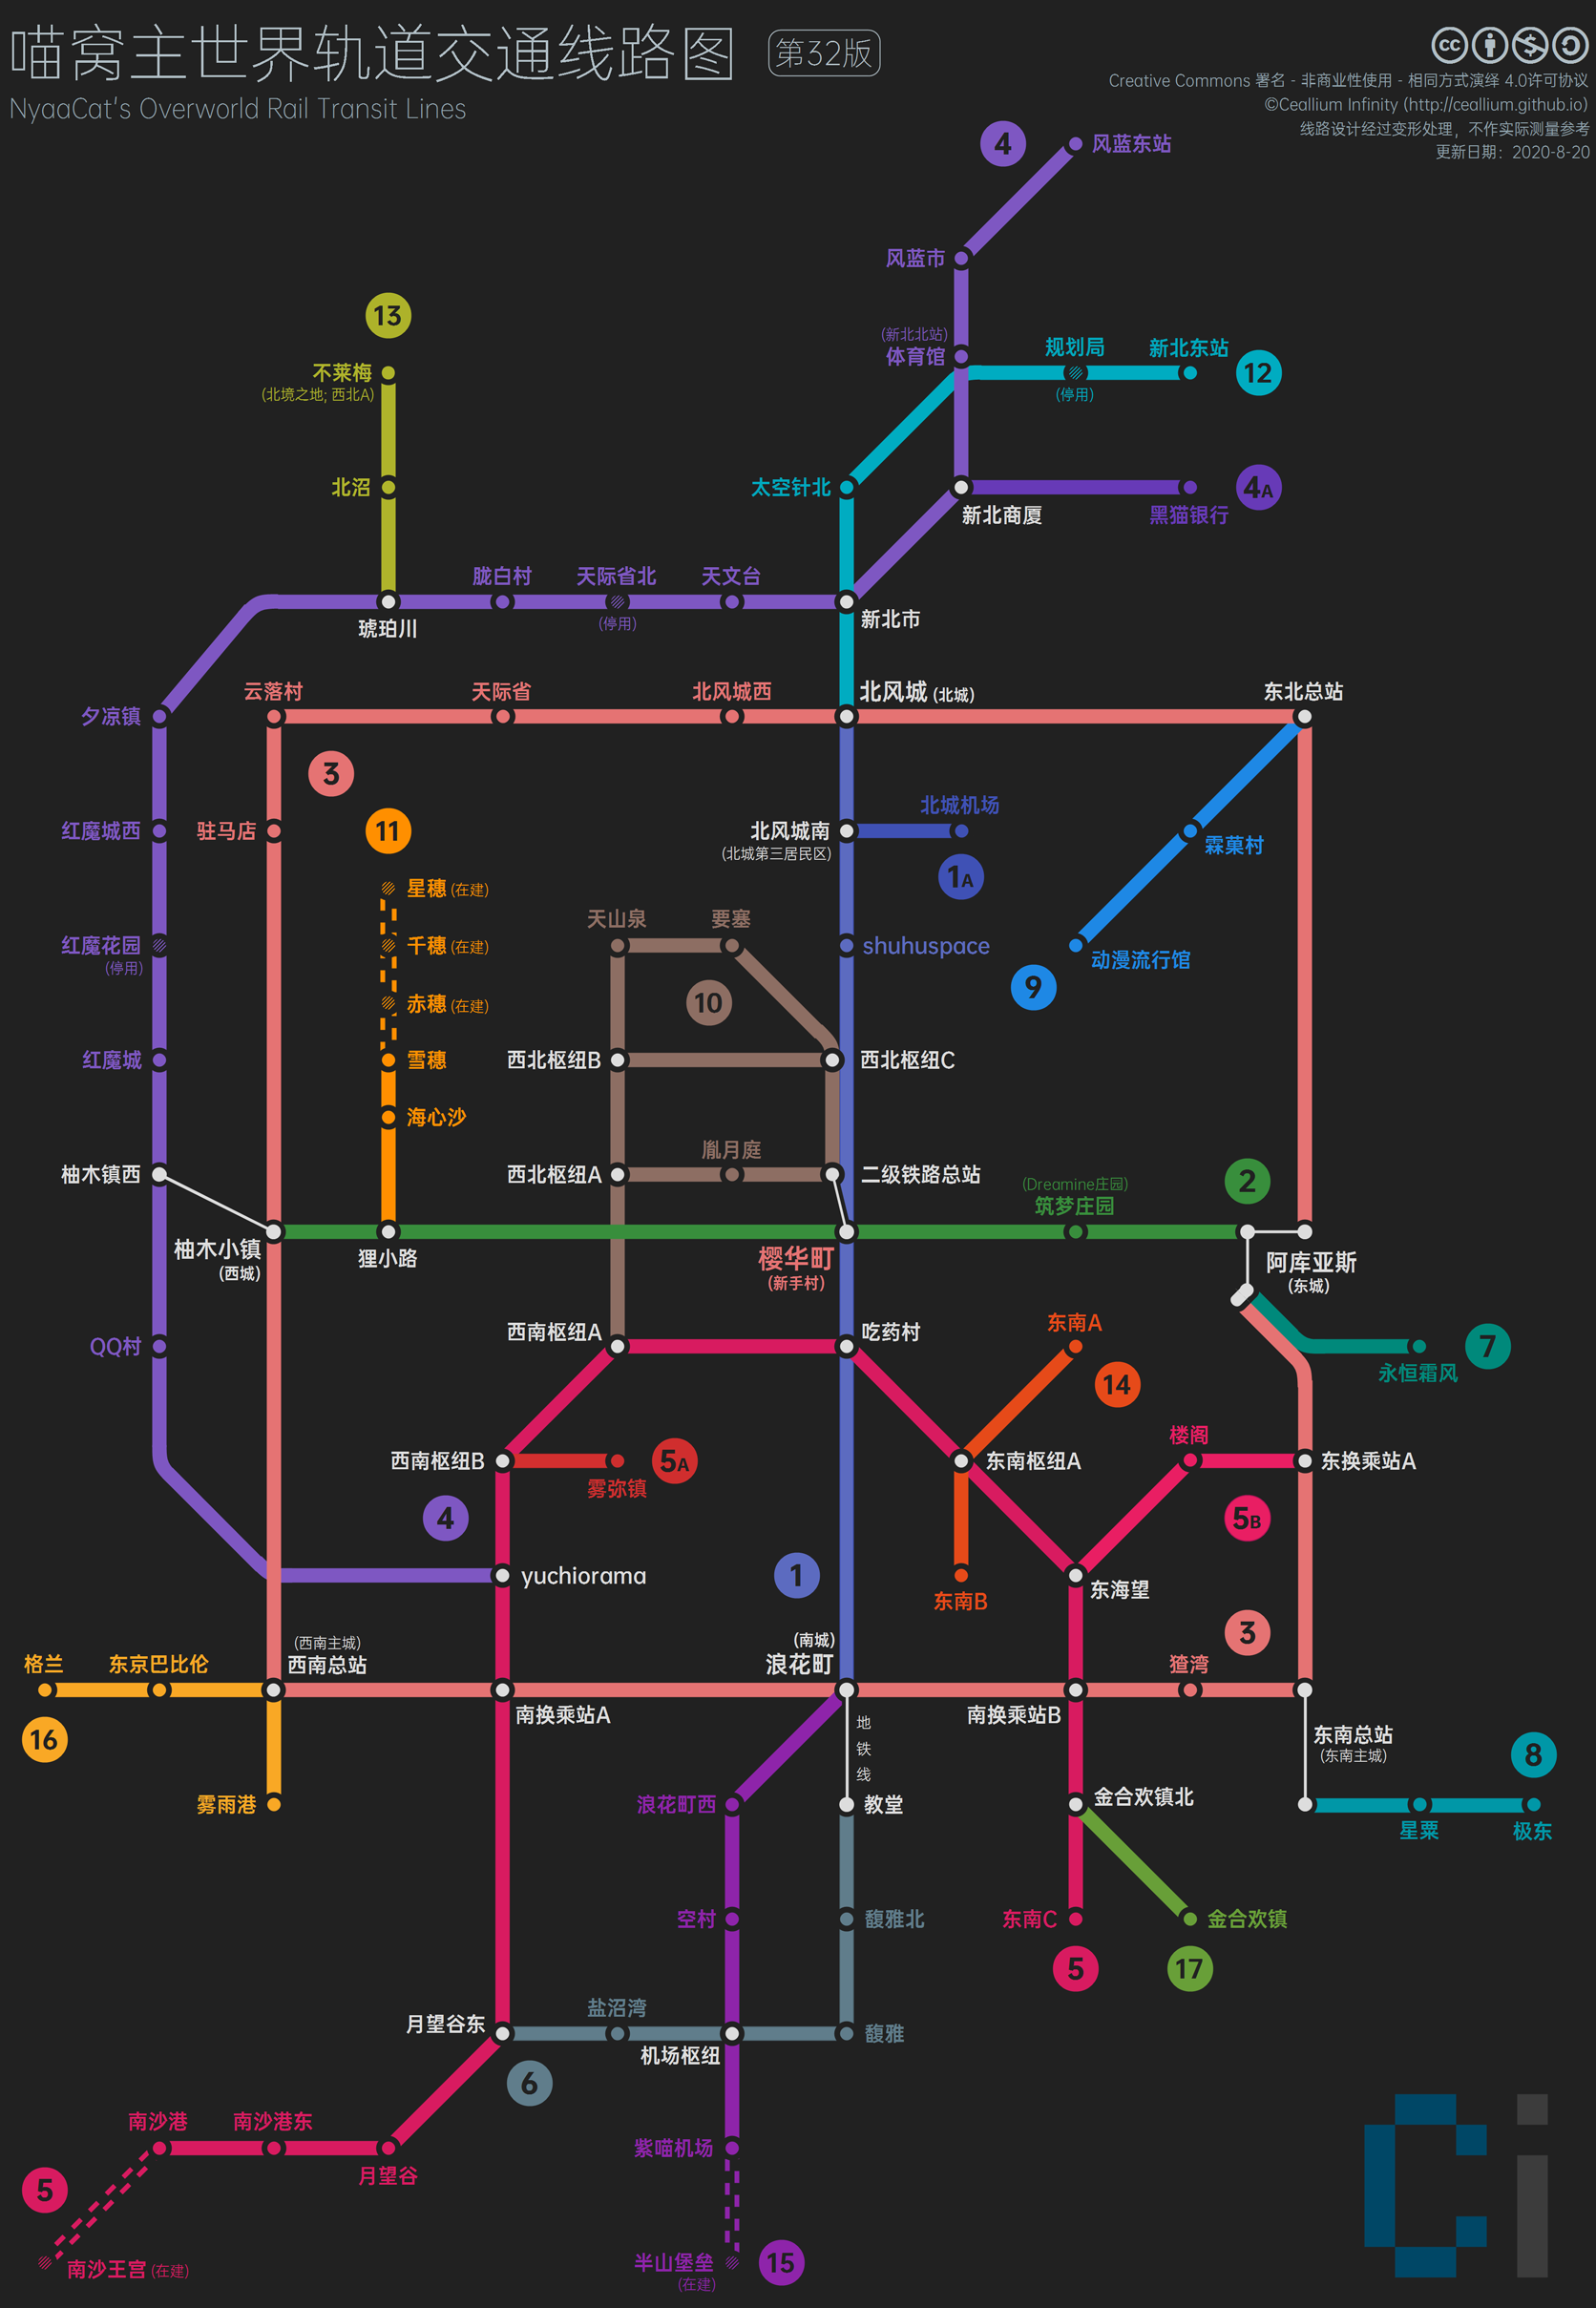 喵窝主世界轨道交通线路图 第32版
NyaaCat's Overworld Rail Transit Lines
Creative Commons 署名 - 非商业性使用 - 相同方式演绎 4.0许可协议
©Ceallium Infinity (http://ceallium.github.io)
线路设计经过变形处理，不作实际测量参考
更新日期：2020-8-20
4
风蓝东站
风蓝市
13
(新北北站)
体育馆
规划局
(停用)
新北东站
12
不莱梅
(北境之地; 西北A)
北沼
太空针北
新北商厦
黑猫银行
4A
胧白村
天际省北
(停用)
天文台
琥珀川
新北市
云落村
天际省
北风城西
北风城 (北城)
东北总站
夕凉镇
3
红魔城西
驻马店
11
北风城南
(北城第三居民区)
北城机场
1A
霖菓村
星穗 (在建)
天山泉
要塞
红魔花园
(停用)
千穗 (在建)
shuhuspace
动漫流行馆
9
赤穗 (在建)
10
红魔城
雪穗
西北枢纽B
西北枢纽C
海心沙
柚木镇西
西北枢纽A
胤月庭
二级铁路总站
(Dreamine庄园)
筑梦庄园
2
柚木小镇
(西城)
狸小路
樱华町
(新手村)
阿库亚斯
(东城)
QQ村
西南枢纽A
吃药村
东南A
14
永恒霜风
7
西南枢纽B
雾弥镇
5A
东南枢纽A
楼阁
东换乘站A
4
5B
yuchiorama
1
东南B
东海望
3
格兰
东京巴比伦
(西南主城)
西南总站
(南城)
浪花町
猹湾
16
南换乘站A
地
铁
线
南换乘站B
东南总站
(东南主城)
8
雾雨港
浪花町西
教堂
金合欢镇北
星粟
极东
空村
馥雅北
东南C
金合欢镇
5
17
月望谷东
盐沼湾
机场枢纽
馥雅
6
南沙港
南沙港东
月望谷
紫喵机场
5
南沙王宫 (在建)
半山堡垒
(在建)
15
Ci